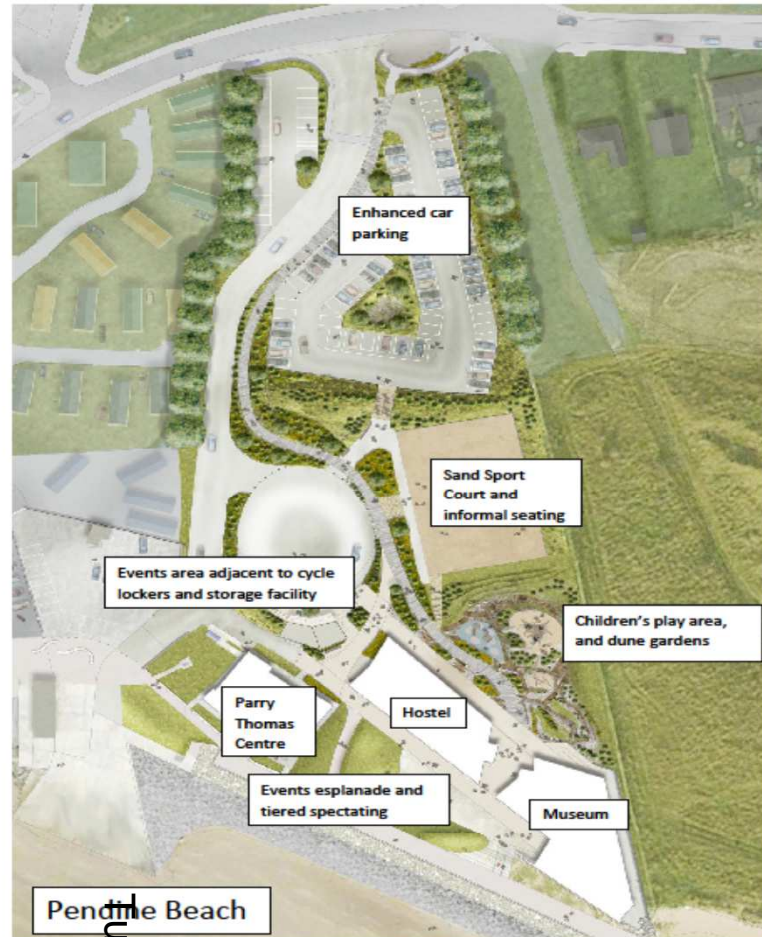 Enhanced car
parking
Sand Sport
Court and
informal seating
Events area adjacent to cycle
lockers and storage facility
Children's play area,
and dune gardens
Parry
Thomas
Centre
Hostel
Events esplanade and
tiered spectating
Museum
Pendine Beach
Tu